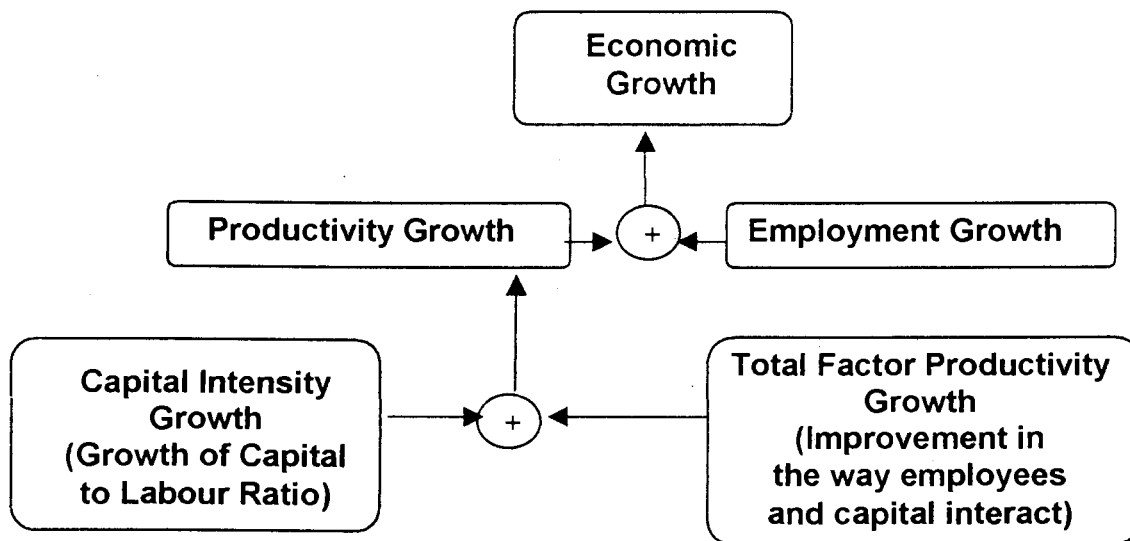 Economic
Growth
Productivity Growth
+
Employment Growth
Capital Intensity
Growth
(Growth of Capital
to Labour Ratio)
+
Total Factor Productivity
Growth
(Improvement in
the way employees
and capital interact)